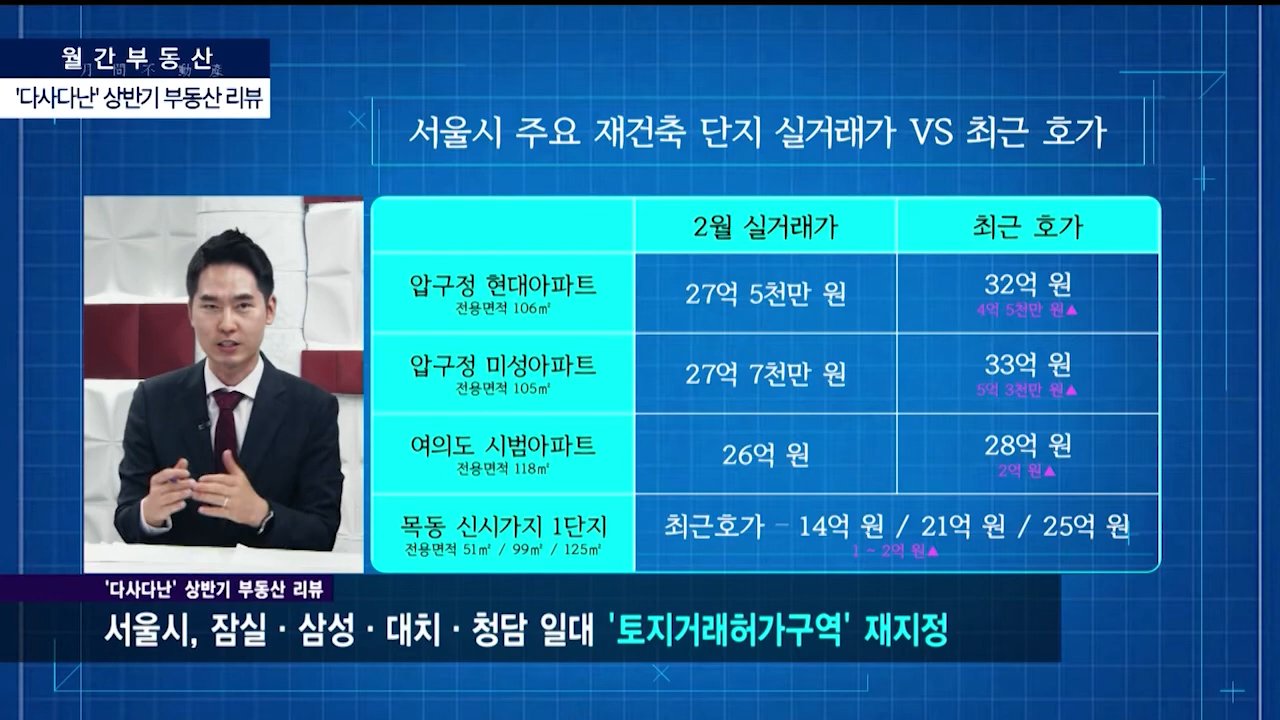 월간부동산
月間不動産
'다사다난' 상반기 부동산 리뷰
서울시 주요 재건축 단지 실거래가 VS 최근 호가
2월 실거래가
최근 호가
압구정 현대아파트
전용면적 106㎡
27억 5천만 원
32억 원
4억 5천만 원▲
압구정 미성아파트
전용면적 105㎡
27억 7천만 원
33억 원
5억 3천만 원▲
여의도 시범아파트
전용면적 118㎡
26억 원
28억 원
2억 원▲
목동 신시가지 1단지
전용면적 51㎡ / 99㎡ / 125㎡
최근호가 - 14억 원 / 21억 원 / 25억 원
1 ~ 2억 원▲
'다사다난' 상반기 부동산 리뷰
서울시, 잠실·삼성·대치·청담 일대 '토지거래허가구역' 재지정